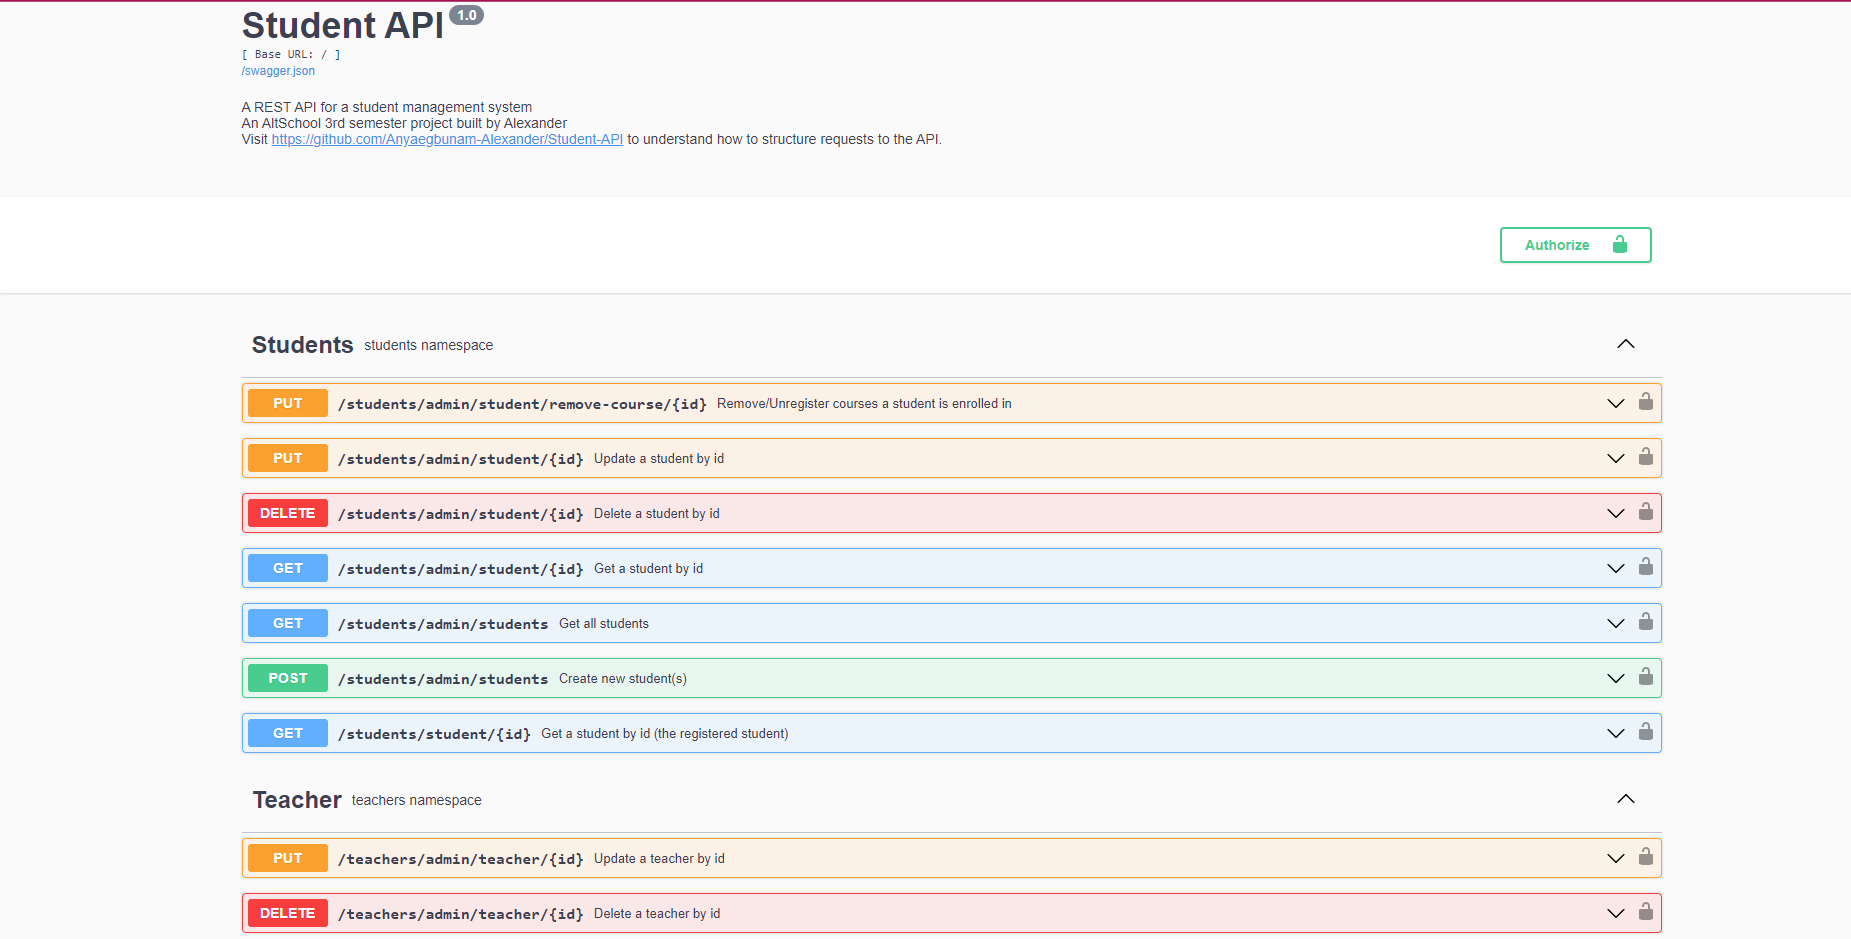 Student API 1.0
[ Base URL: / ]
/swagger.json
A REST API for a student management system
An AltSchool 3rd semester project built by Alexander
Visit https://github.com/Anyaegbunam-Alexander/Student-API to understand how to structure requests to the API.
Authorize
Students students namespace
PUT /students/admin/student/remove-course/{id} Remove/Unregister courses a student is enrolled in
PUT /students/admin/student/{id} Update a student by id
DELETE /students/admin/student/{id} Delete a student by id
GET /students/admin/student/{id} Get a student by id
GET /students/admin/students Get all students
POST /students/admin/students Create new student(s)
GET /students/student/{id} Get a student by id (the registered student)
Teacher teachers namespace
PUT /teachers/admin/teacher/{id} Update a teacher by id
DELETE /teachers/admin/teacher/{id} Delete a teacher by id